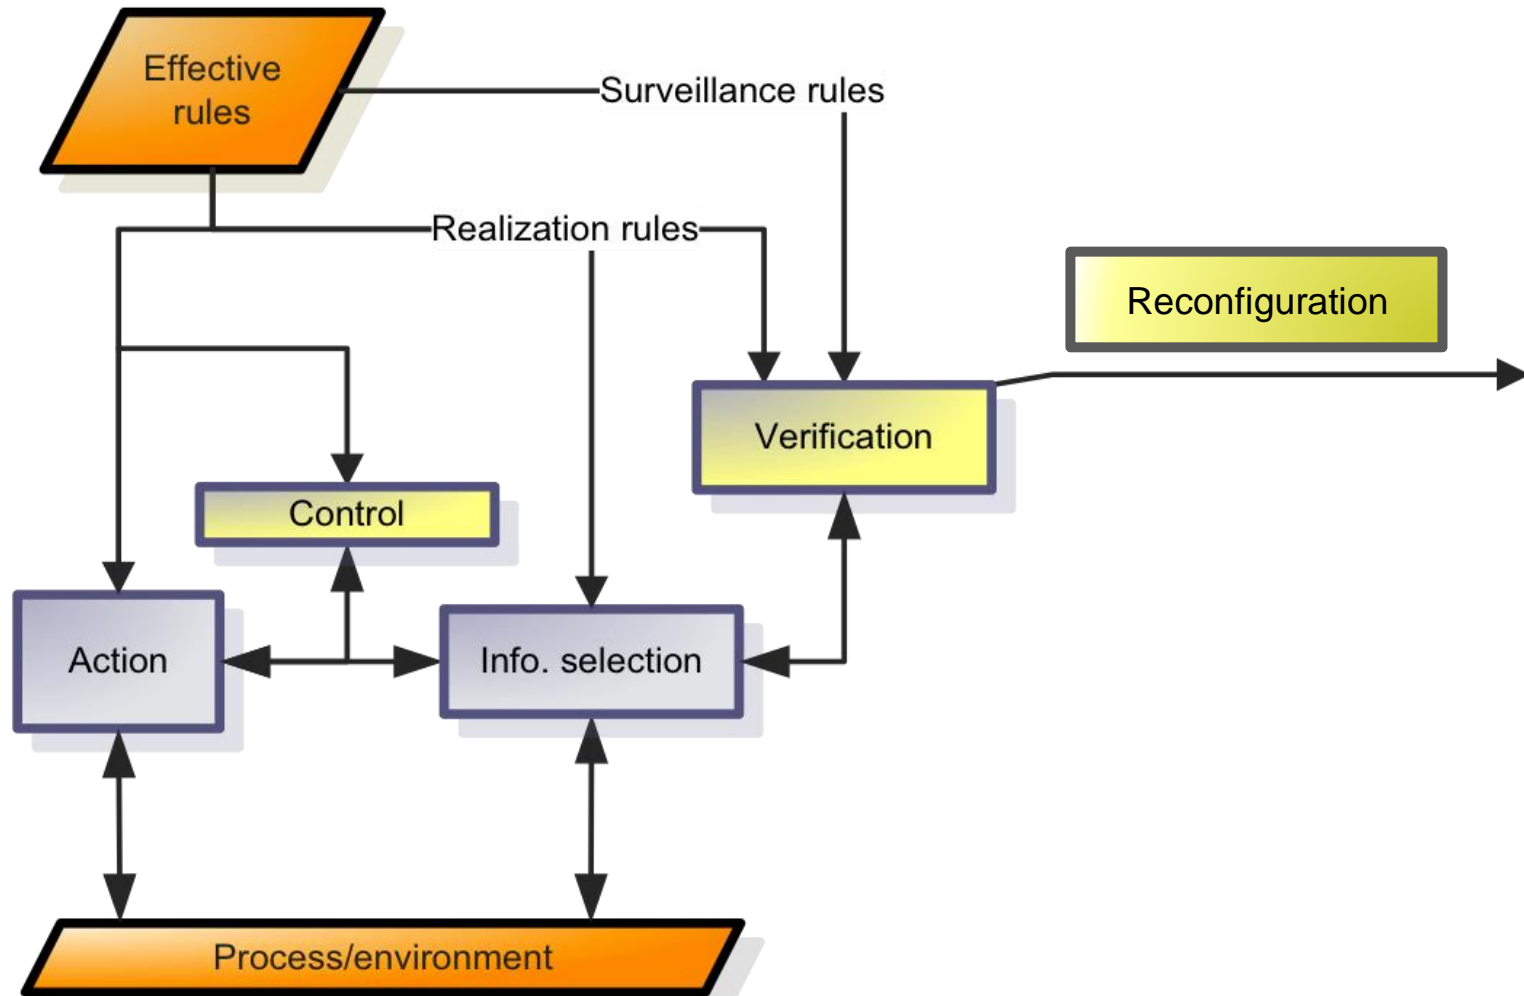 Effective
rules
Surveillance rules
Realization rules
Reconfiguration
Verification
Control
Action
Info. selection
Process/environment